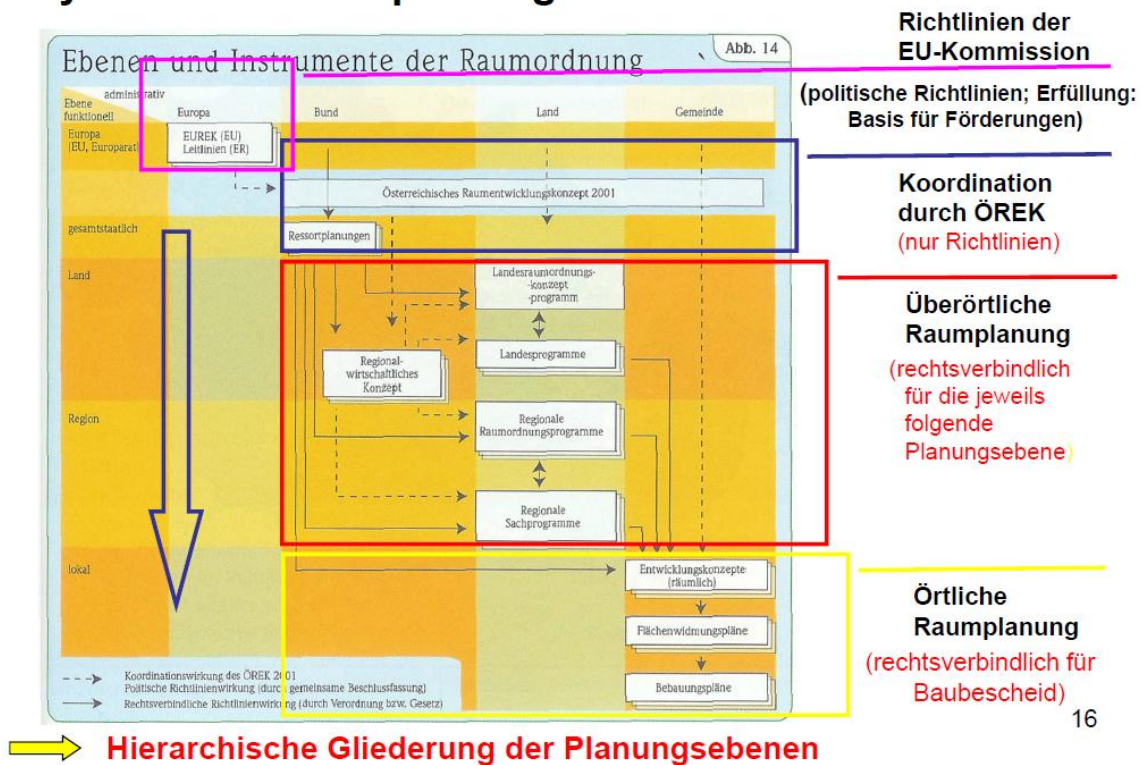 Abb. 14
Ebenen und Instrumente der Raumordnung
administrativ
Ebene
funktionell
Europa
Bund
Land
Gemeinde
Europa
(EU, Europarat)
EUREK (EU)
Leitlinien (ER)
Österreichisches Raumentwicklungskonzept 2001
gesamtstaatlich
Ressortplanungen
Land
Landesraumordnungs-
-konzept
-programm
Landesprogramme
Regional-
wirtschaftliches
Konzept
Region
Regionale
Raumordnungsprogramme
Regionale
Sachprogramme
lokal
Entwicklungskonzepte
(räumlich)
Flächenwidmungspläne
Bebauungspläne
Koordinationswirkung des ÖREK 2001
Politische Richtlinienwirkung (durch gemeinsame Beschlussfassung)
Rechtsverbindliche Richtlinienwirkung (durch Verordnung bzw. Gesetz)
Richtlinien der
EU-Kommission
(politische Richtlinien; Erfüllung:
Basis für Förderungen)
Koordination
durch ÖREK
(nur Richtlinien)
Überörtliche
Raumplanung
(rechtsverbindlich
für die jeweils
folgende
Planungsebene)
Örtliche
Raumplanung
(rechtsverbindlich für
Baubescheid)
16
Hierarchische Gliederung der Planungsebenen